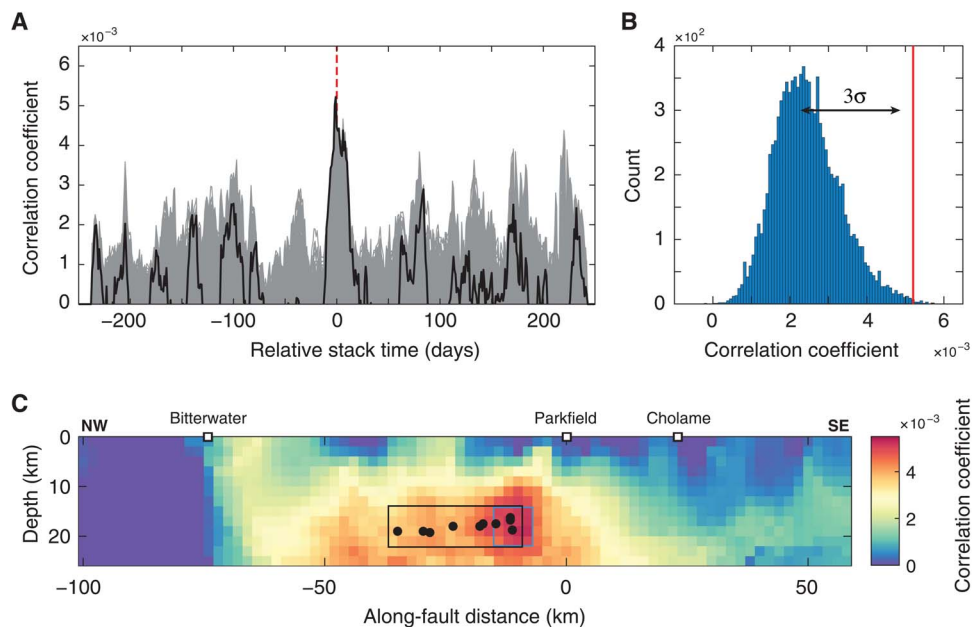 A
×10⁻³
6
5
4
3
2
1
0
−200
−100
0
100
200
Correlation coefficient
Relative stack time (days)
B
×10²
4
3
2
1
0
3σ
0
2
4
6
Count
Correlation coefficient
×10⁻³
C
NW
Bitterwater
Parkfield
Cholame
SE
0
10
20
Depth (km)
−100
−50
0
50
Along-fault distance (km)
×10⁻³
4
2
0
Correlation coefficient